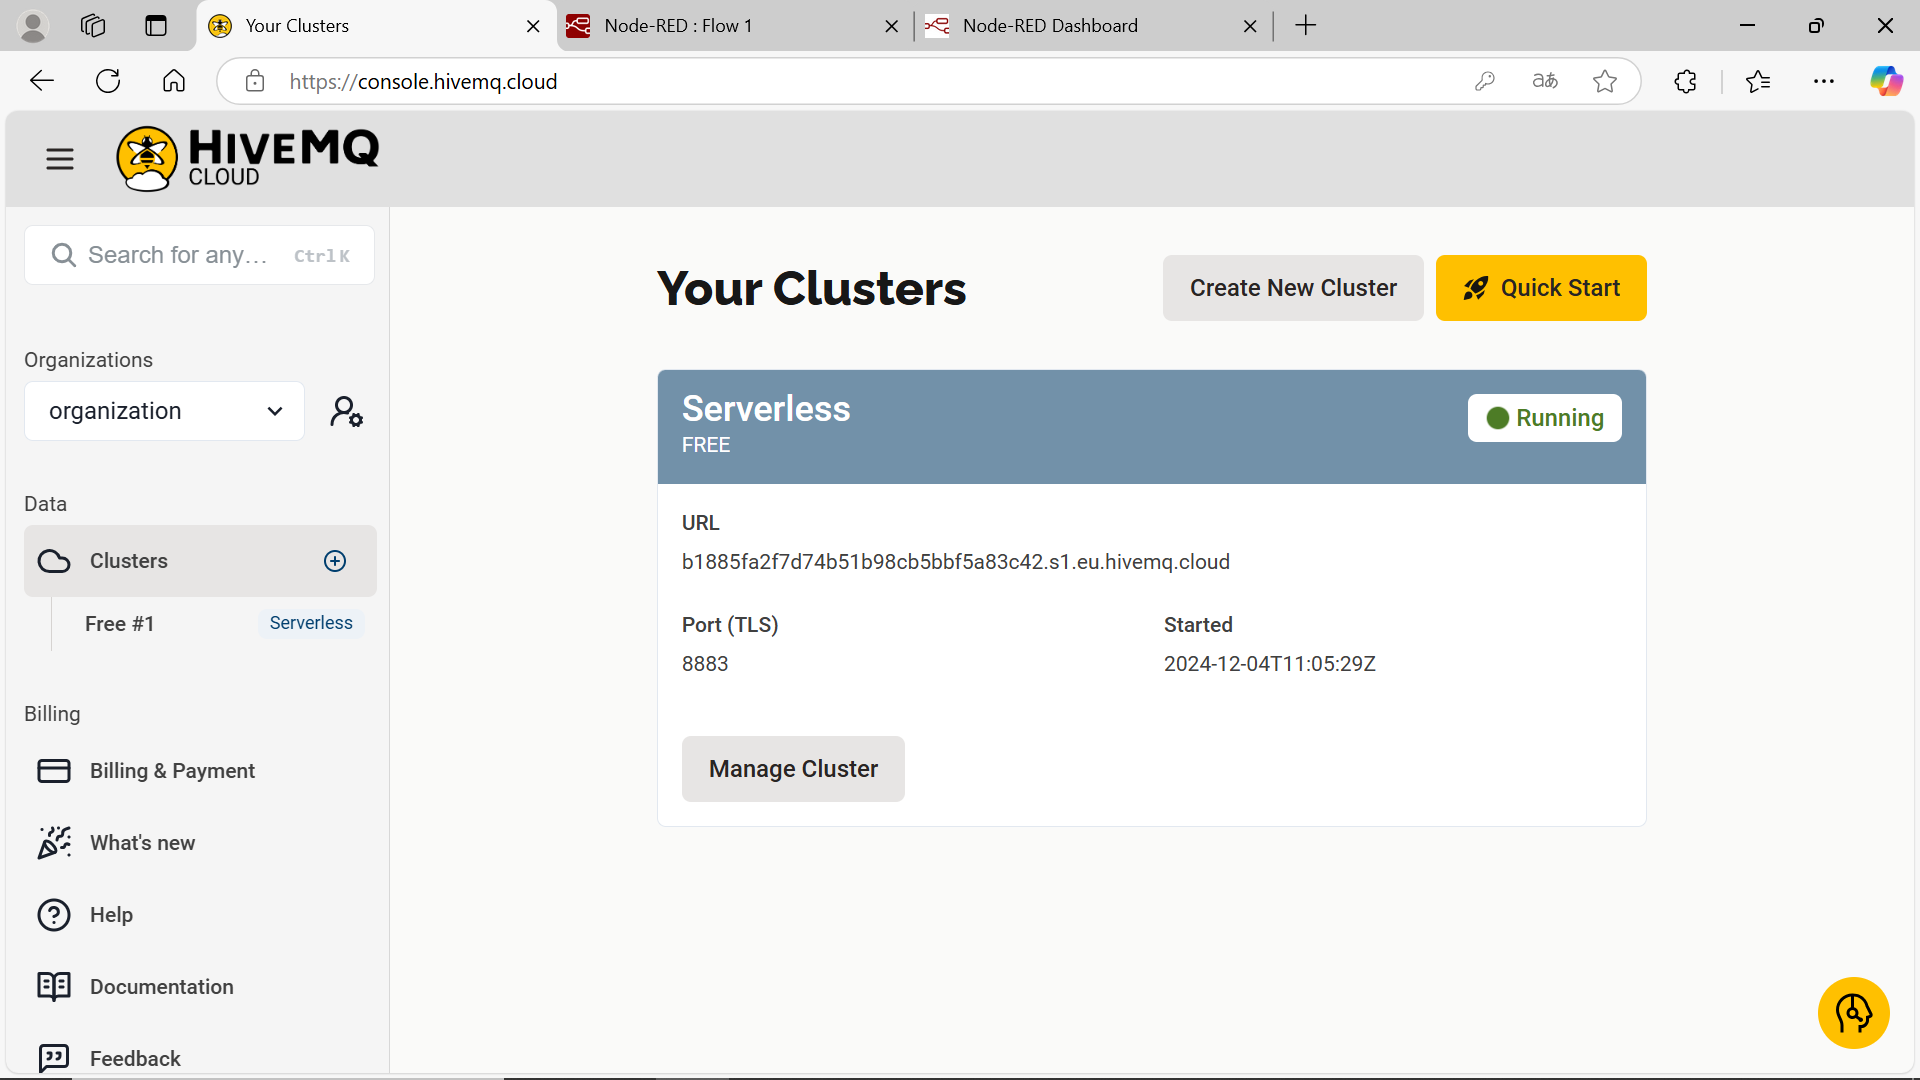 Your Clusters
Node-RED : Flow 1
Node-RED Dashboard
https://console.hivemq.cloud
aあ
HIVEMQ
CLOUD
Search for any… Ctrl K
Organizations
organization
Data
Clusters
Free #1 Serverless
Billing
Billing & Payment
What's new
Help
Documentation
Feedback
Your Clusters
Create New Cluster
Quick Start
Serverless
FREE
Running
URL
b1885fa2f7d74b51b98cb5bbf5a83c42.s1.eu.hivemq.cloud
Port (TLS)
8883
Started
2024-12-04T11:05:29Z
Manage Cluster